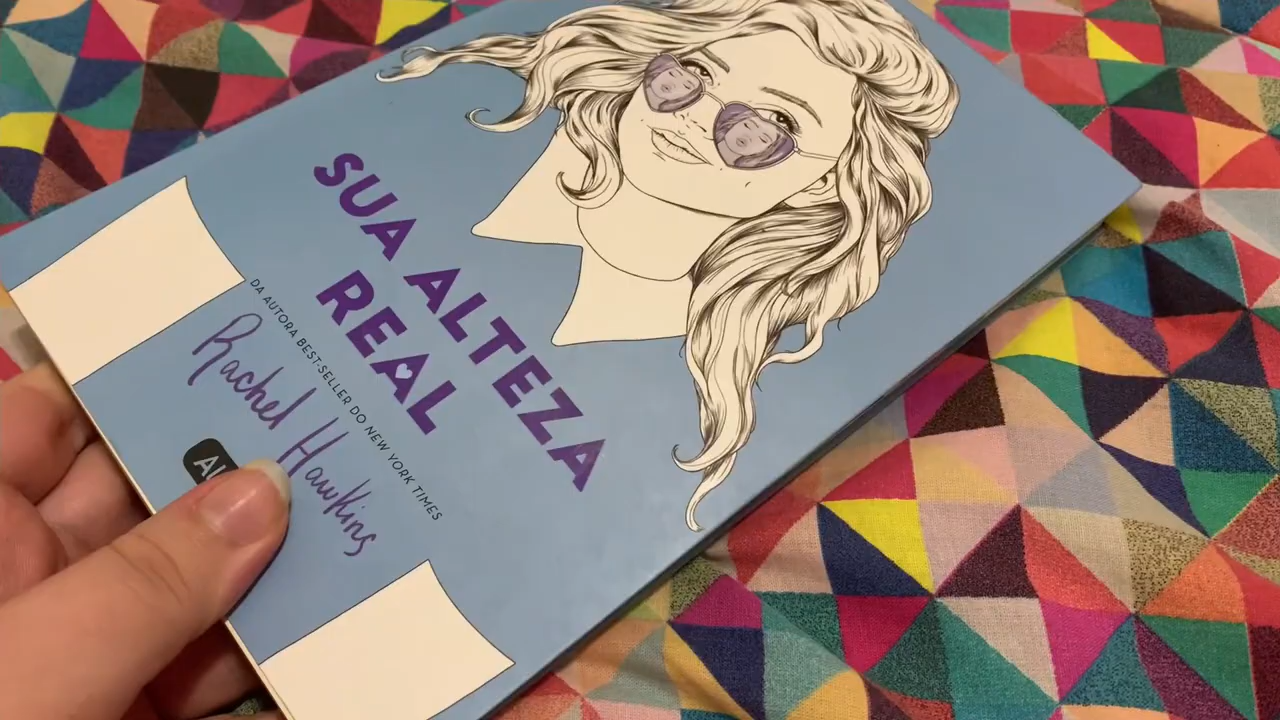 SUA ALTEZA
REAL
DA AUTORA BEST-SELLER DO NEW YORK TIMES
Rachel Hawkins